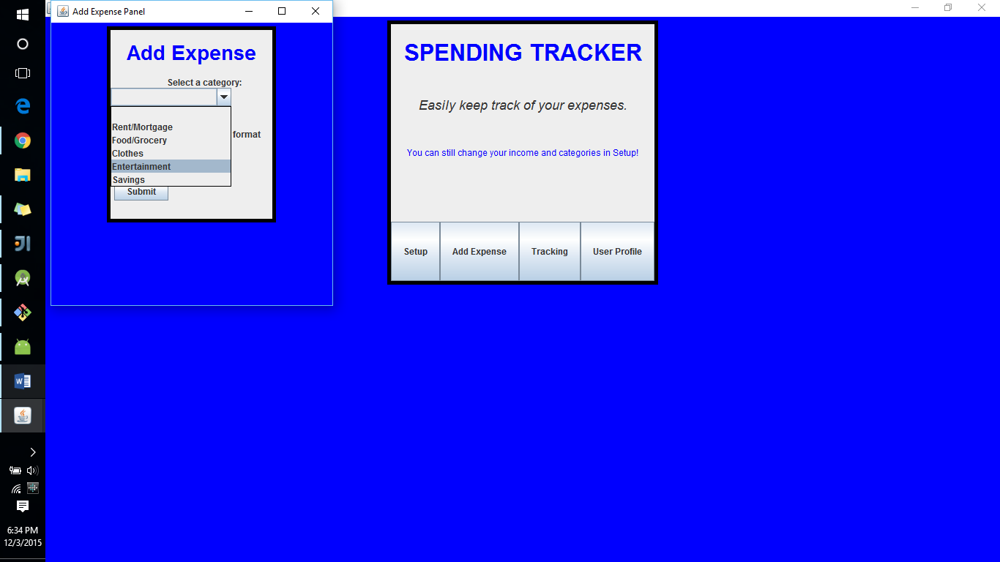 Add Expense Panel
Add Expense
Select a category:
Rent/Mortgage
format
Food/Grocery
Clothes
Entertainment
Savings
Submit
SPENDING TRACKER
Easily keep track of your expenses.
You can still change your income and categories in Setup!
Setup Add Expense Tracking User Profile
6:34 PM
12/3/2015